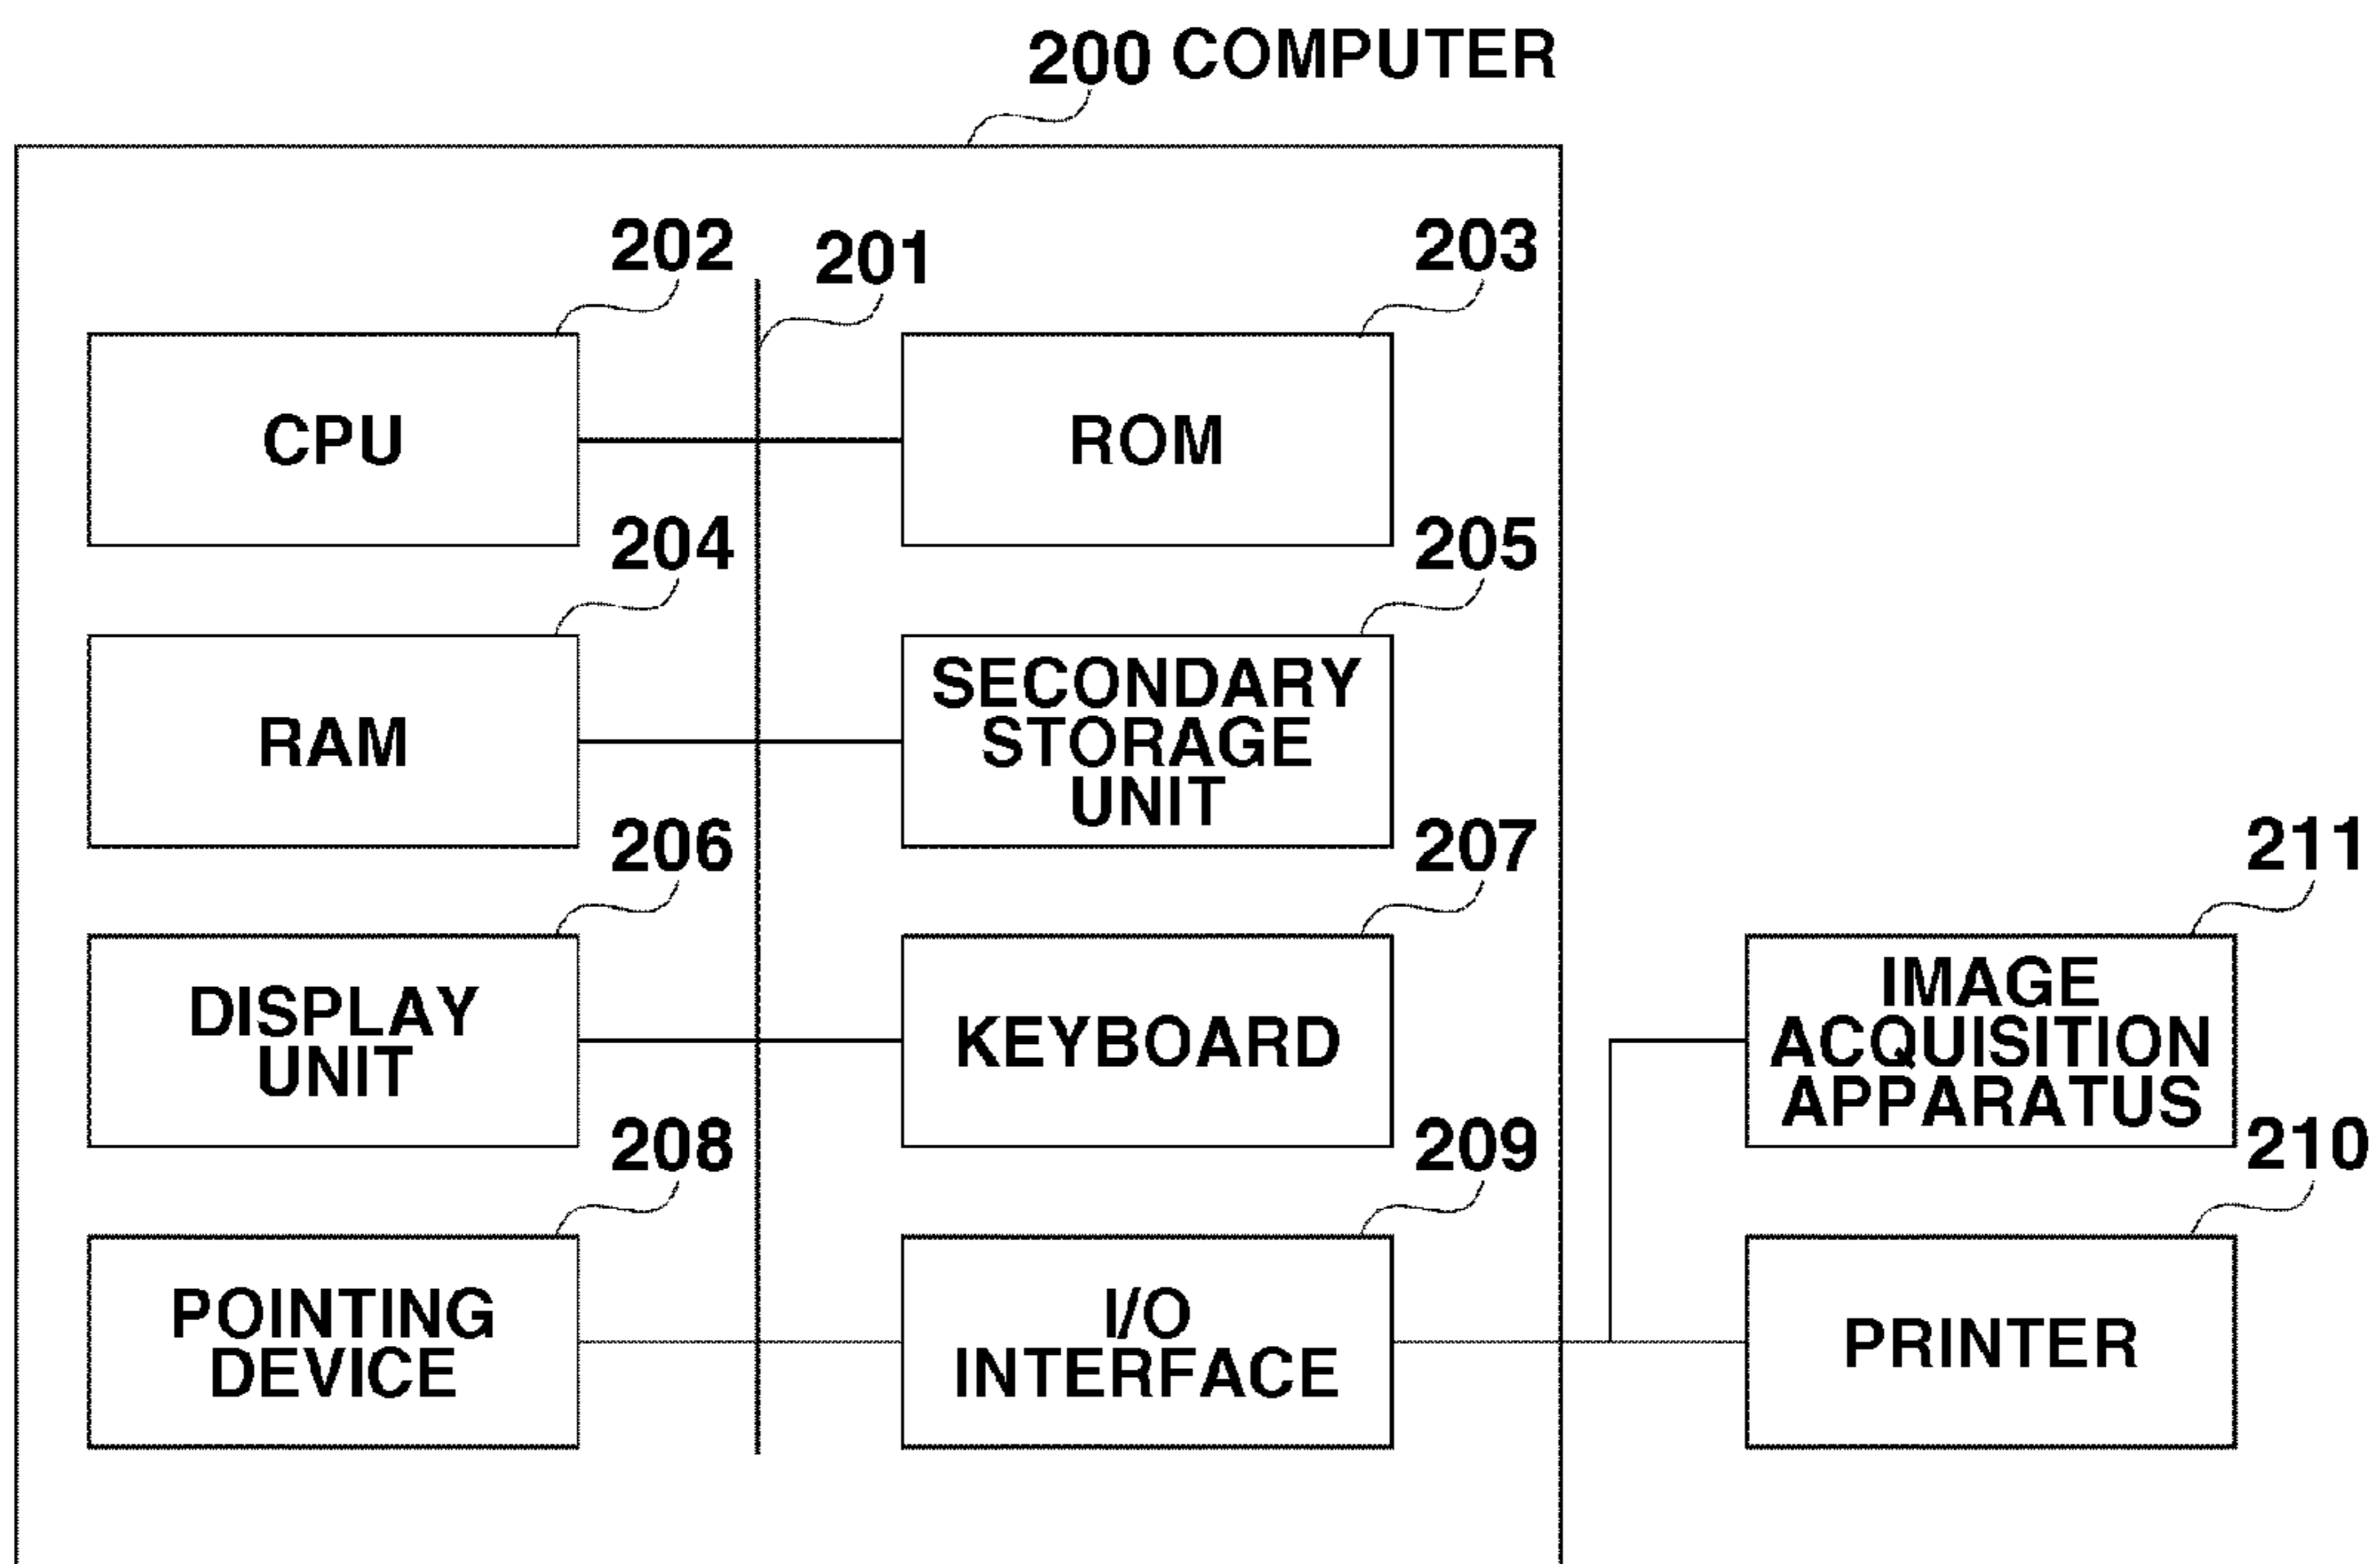 200 COMPUTER
202
201
203
CPU
ROM
204
205
RAM
SECONDARY
STORAGE
UNIT
206
207
211
DISPLAY
UNIT
KEYBOARD
IMAGE
ACQUISITION
APPARATUS
208
209
210
POINTING
DEVICE
I/O
INTERFACE
PRINTER